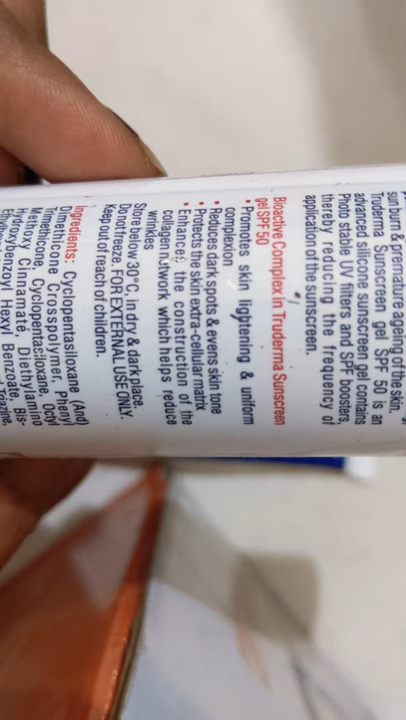 sun burn & premature ageing of the skin.
Truderma Sunscreen gel SPF 50 is an
advanced silicone sunscreen gel contains
Photo stable UV filters and SPF boosters,
thereby reducing the frequency of
application of the sunscreen.
Bioactive Complex in Truderma Sunscreen
gel SPF 50
• Promotes skin lightening & uniform
complexion
• Reduces dark spots & evens skin tone
• Protects the skin extra-cellular matrix
• Enhances the construction of the
collagen network which helps reduce
wrinkles
Store below 30°C, in dry & dark place.
Do not freeze. FOR EXTERNAL USE ONLY.
Keep out of reach of children.
Ingredients: Cyclopentasiloxane (And)
Dimethicone Crosspolymer, Phenyl
Trimethicone, Cyclopentasiloxane, Octyl
Methoxy Cinnamate, Bis-
Diethylamino
Hydroxy Benzoyl Hexyl Benzoate,
Triazine,